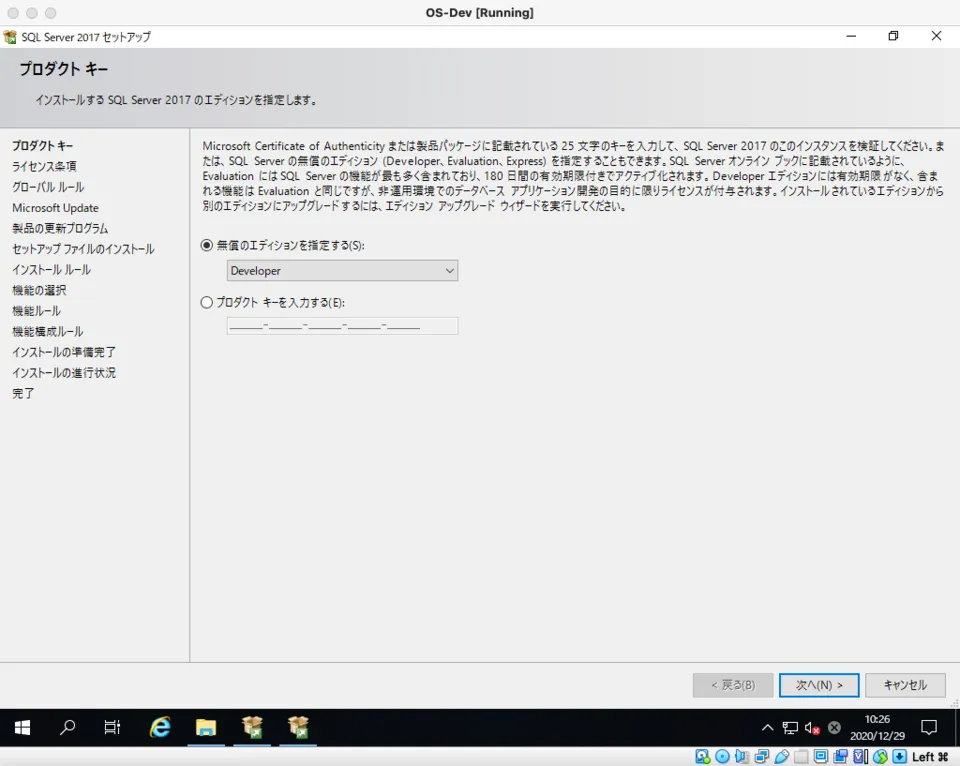 OS-Dev [Running]
SQL Server 2017 セットアップ
プロダクト キー
インストールする SQL Server 2017 のエディションを指定します。
プロダクト キー
ライセンス条項
グローバル ルール
Microsoft Update
製品の更新プログラム
セットアップ ファイルのインストール
インストール ルール
機能の選択
機能ルール
機能構成ルール
インストールの準備完了
インストールの進行状況
完了
Microsoft Certificate of Authenticity または製品パッケージに記載されている 25 文字のキーを入力して、SQL Server 2017 のこのインスタンスを検証してください。ま
たは、SQL Server の無償のエディション (Developer、Evaluation、Express) を指定することもできます。SQL Server オンライン ブックに記載されているように、
Evaluation には SQL Server の機能が最も多く含まれており、180 日間の有効期限付きでアクティブ化されます。Developer エディションには有効期限がなく、含ま
れる機能は Evaluation と同じですが、非運用環境でのデータベース アプリケーション開発の目的に限りライセンスが付与されます。インストールされているエディションから
別のエディションにアップグレードするには、エディション アップグレード ウィザードを実行してください。
無償のエディションを指定する(S):
Developer
プロダクト キーを入力する(E):
_____-_____-_____-_____-_____
< 戻る(B)
次へ(N) >
キャンセル
10:26
2020/12/29
Left ⌘